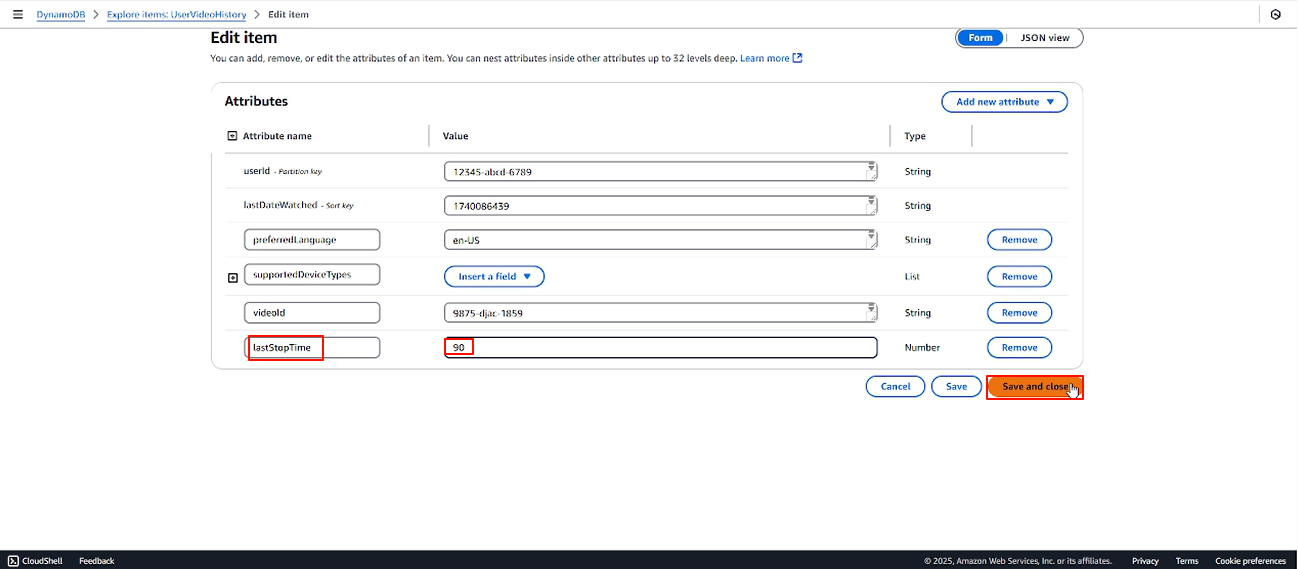 DynamoDB > Explore items: UserVideoHistory > Edit item
Edit item
Form JSON view
You can add, remove, or edit the attributes of an item. You can nest attributes inside other attributes up to 32 levels deep. Learn more
Attributes
Add new attribute
Attribute name Value Type
userId - Partition key 12345-abcd-6789 String
lastDateWatched - Sort key 1740086439 String
preferredLanguage en-US String Remove
supportedDeviceTypes Insert a field List Remove
videoId 9875-djac-1859 String Remove
lastStopTime 90 Number Remove
Cancel Save Save and close
CloudShell Feedback © 2025, Amazon Web Services, Inc. or its affiliates. Privacy Terms Cookie preferences